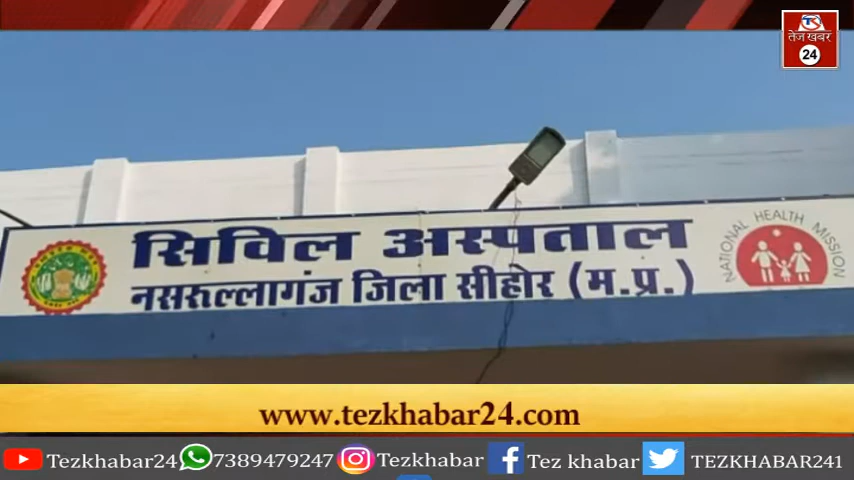 तेज खबर
24
सिविल अस्पताल
नसरूल्लागंज जिला सीहोर (म.प्र.)
NATIONAL HEALTH MISSION
www.tezkhabar24.com
Tezkhabar24 7389479247 Tezkhabar Tez khabar TEZKHABAR241